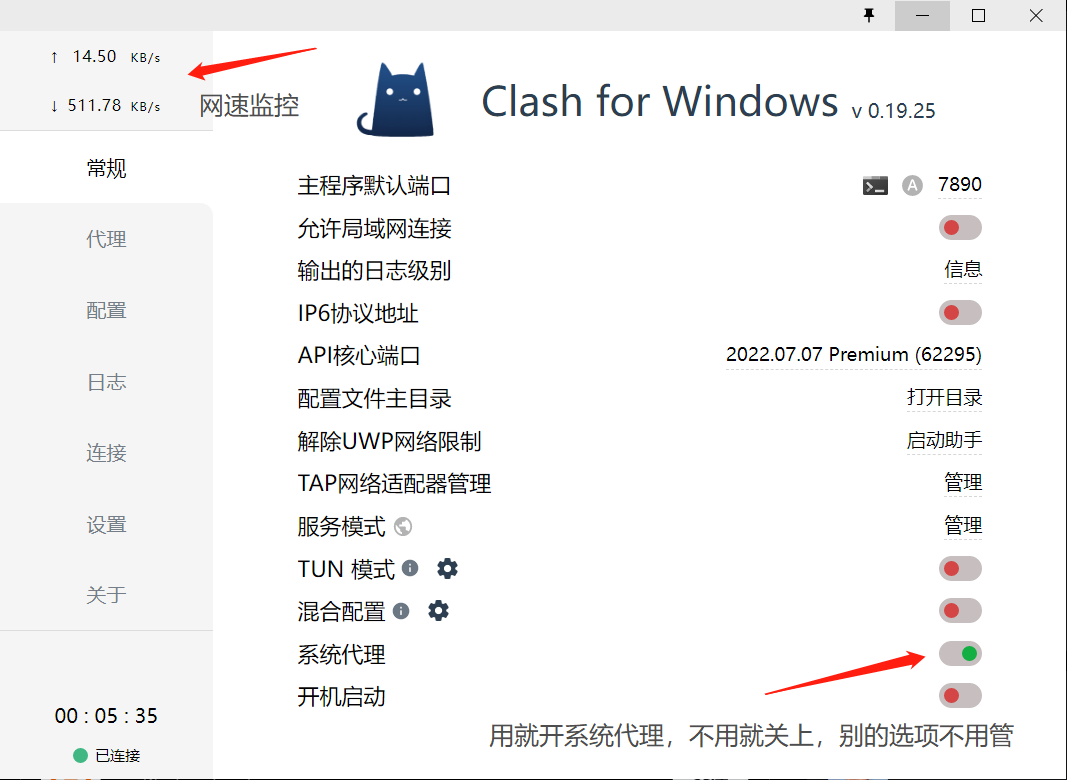 ↑ 14.50 KB/s
↓ 511.78 KB/s
网速监控
Clash for Windows v 0.19.25
常规
代理
配置
日志
连接
设置
关于
00 : 05 : 35
已连接
主程序默认端口 A 7890
允许局域网连接
输出的日志级别 信息
IP6协议地址
API核心端口 2022.07.07 Premium (62295)
配置文件主目录 打开目录
解除UWP网络限制 启动助手
TAP网络适配器管理 管理
服务模式 管理
TUN 模式
混合配置
系统代理
开机启动
用就开系统代理，不用就关上，别的选项不用管